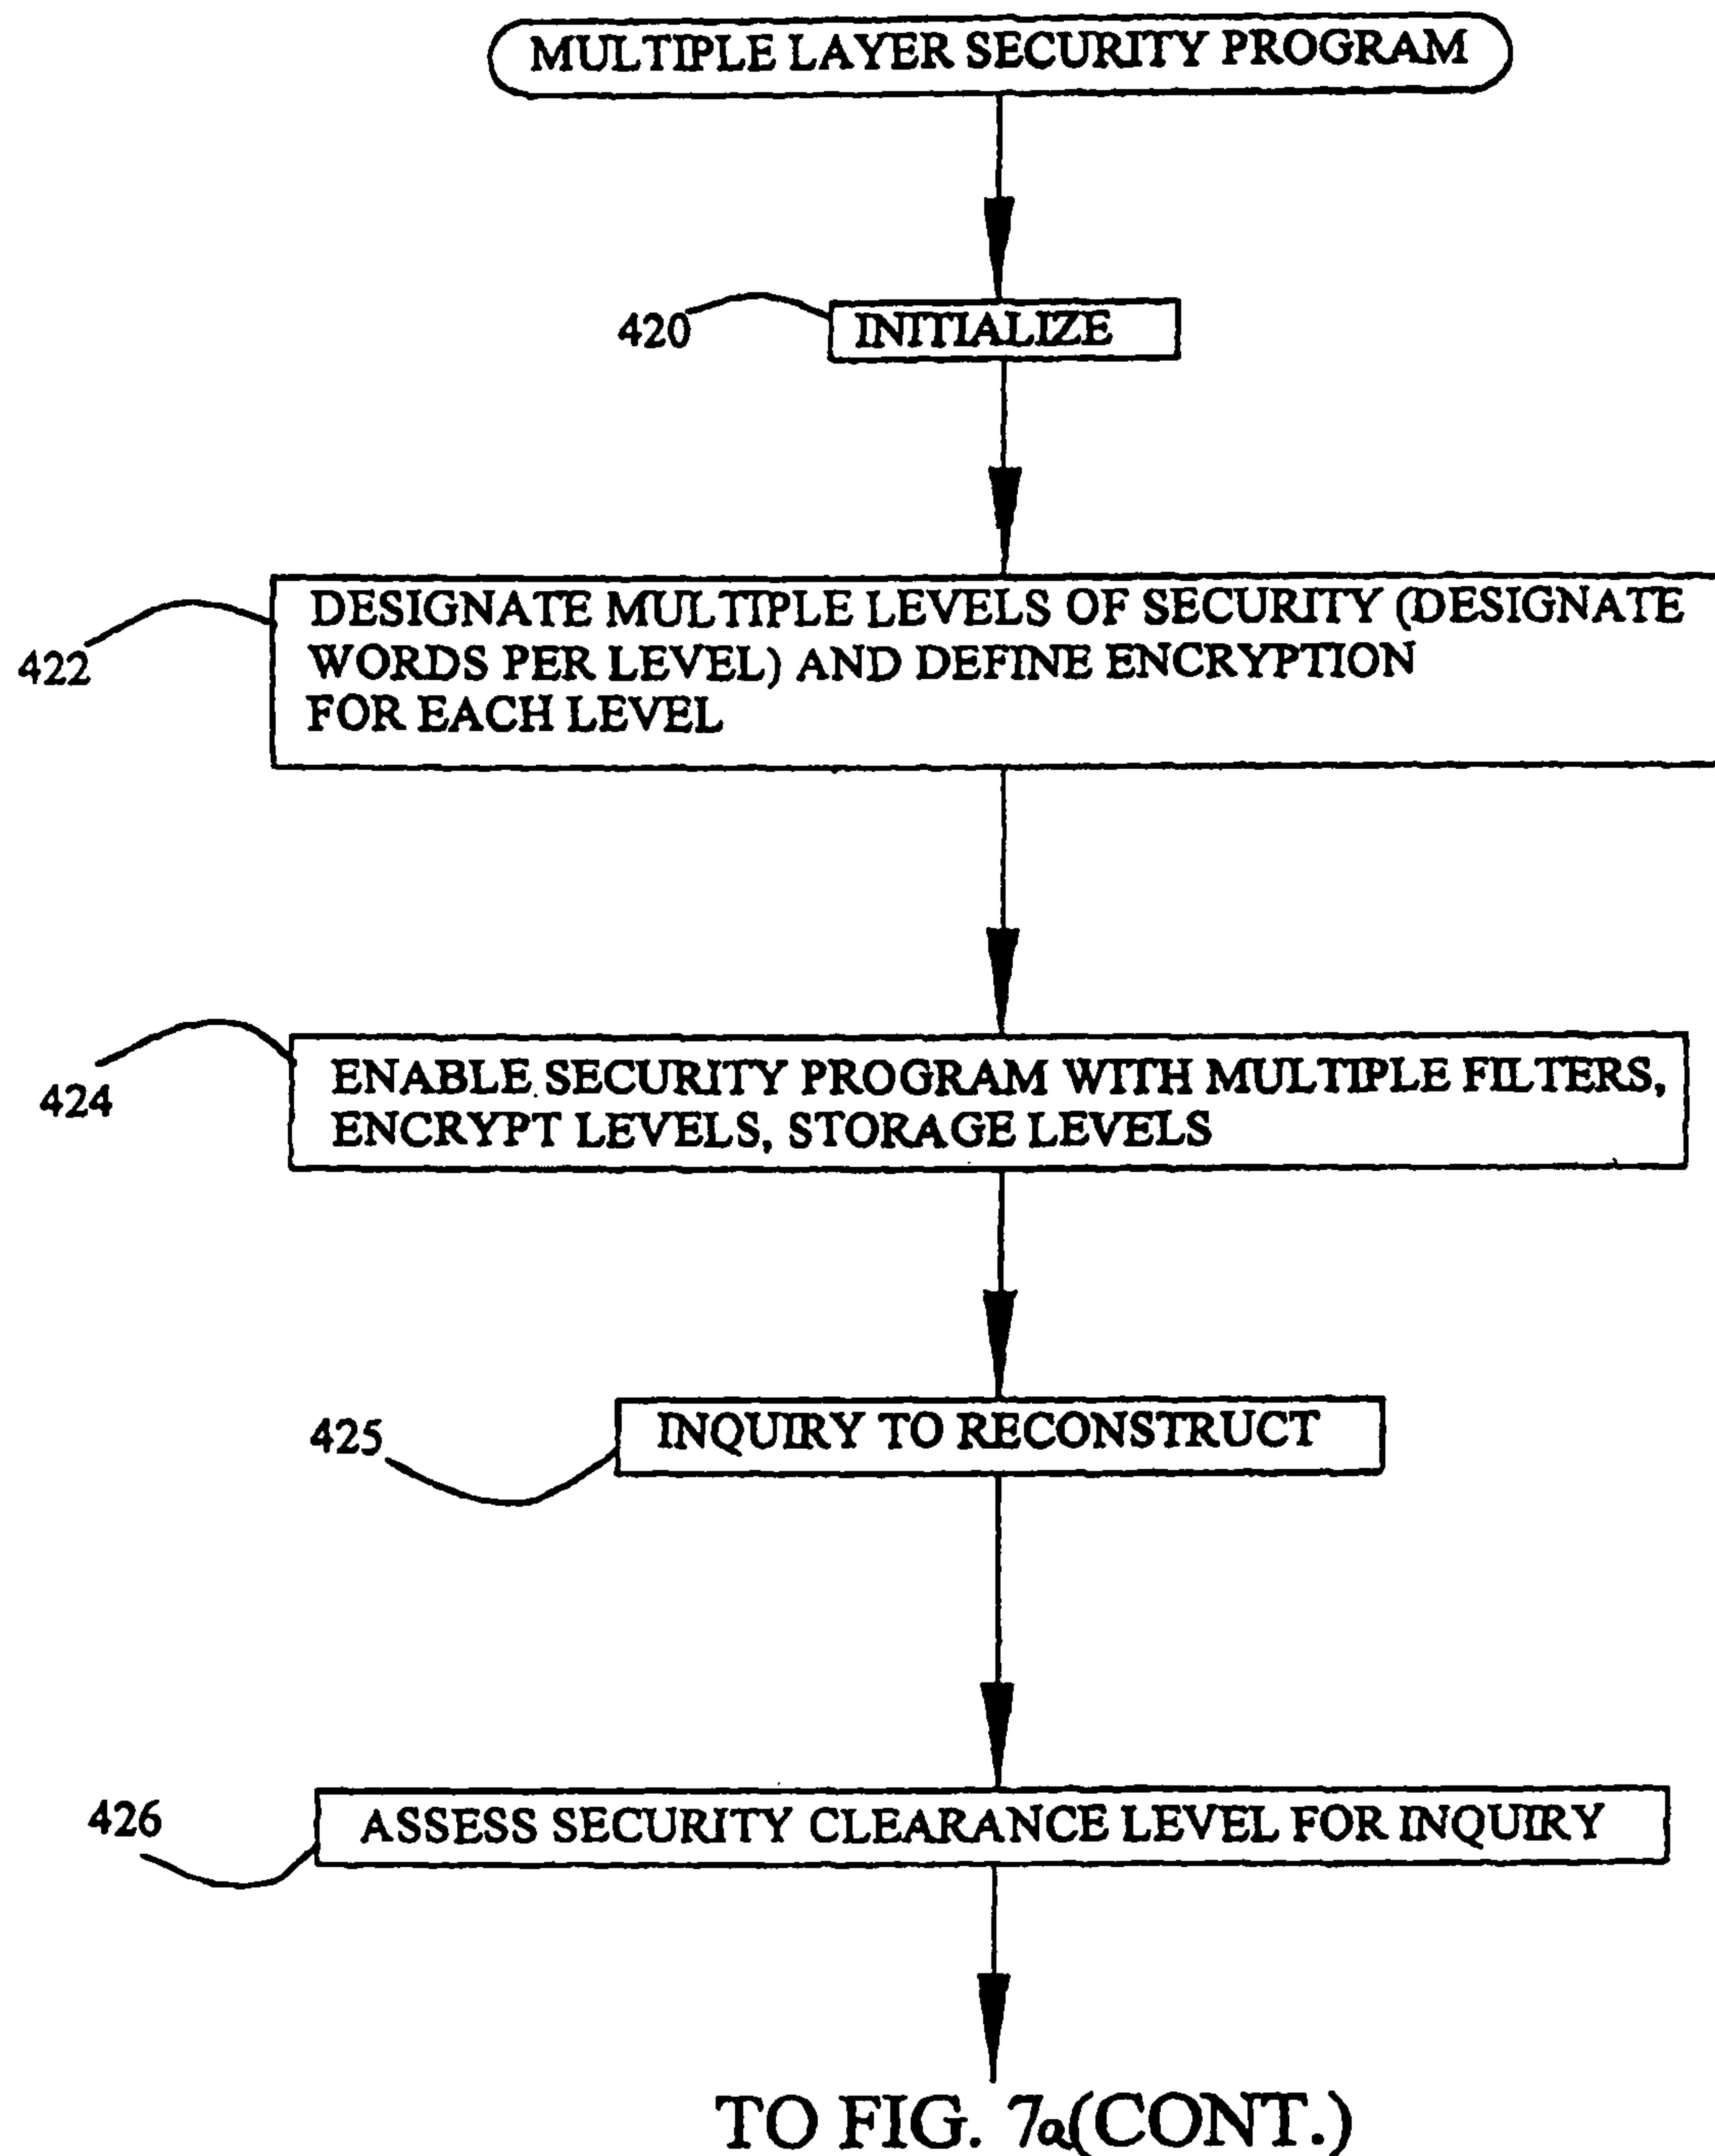 MULTIPLE LAYER SECURITY PROGRAM
420
INITIALIZE
422
DESIGNATE MULTIPLE LEVELS OF SECURITY (DESIGNATE
WORDS PER LEVEL) AND DEFINE ENCRYPTION
FOR EACH LEVEL
424
ENABLE SECURITY PROGRAM WITH MULTIPLE FILTERS,
ENCRYPT LEVELS, STORAGE LEVELS
425
INQUIRY TO RECONSTRUCT
426
ASSESS SECURITY CLEARANCE LEVEL FOR INQUIRY
TO FIG. 7a(CONT.)